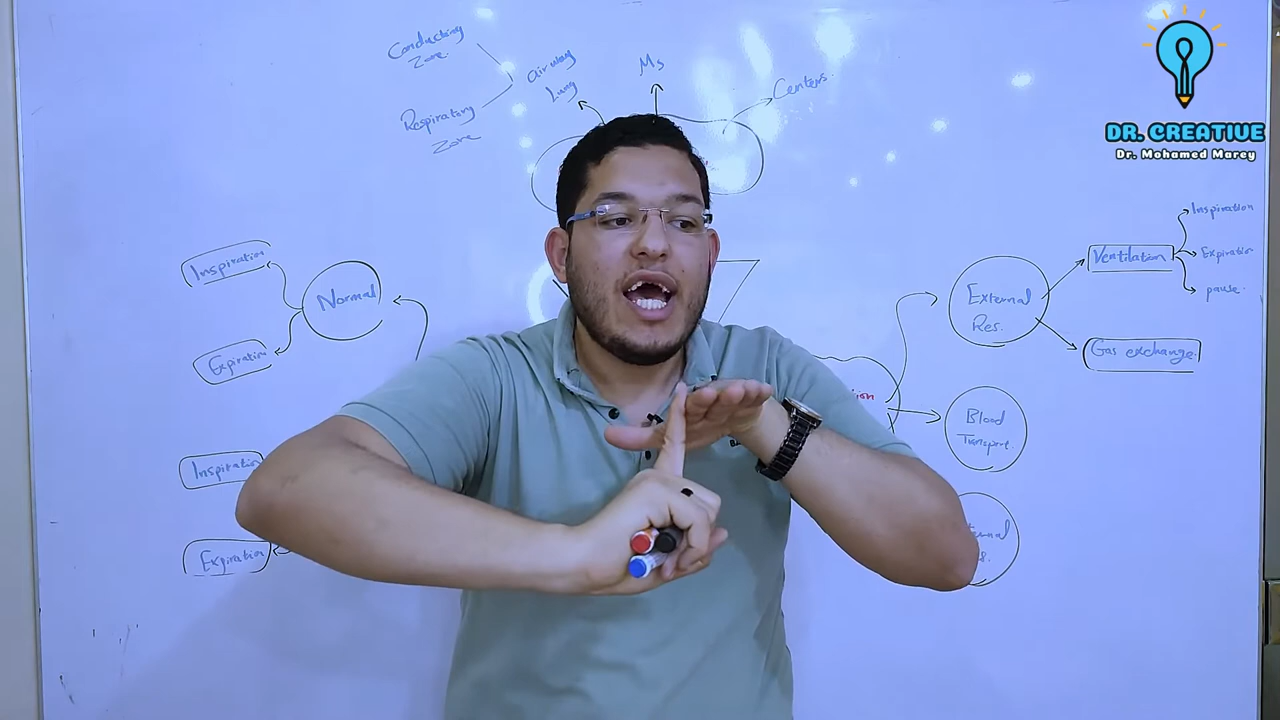 Conducting
Zone
Airway
Lung
Respiratory
Zone
Ms
Centers
DR. CREATIVE
Dr. Mohamed Marey
Inspiration
Normal
Expiration
Inspiration
Expiration
External
Res.
Ventilation
Inspiration
Expiration
pause.
Gas exchange.
Blood
Transport.